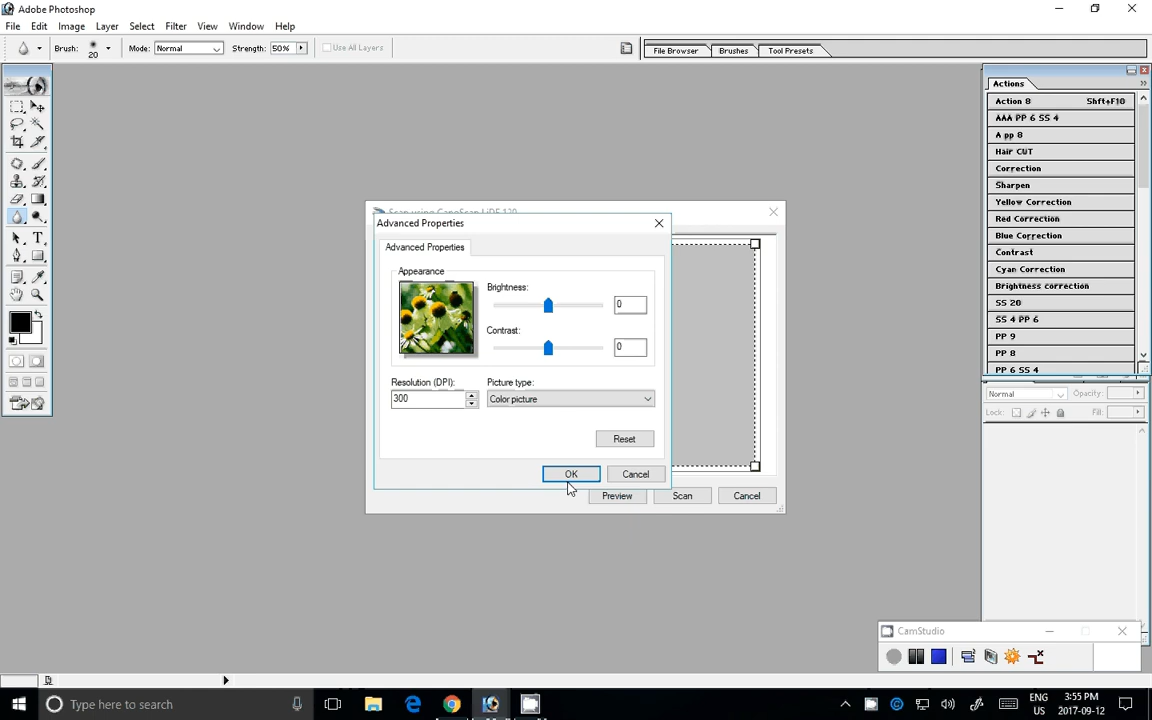 Adobe Photoshop
File Edit Image Layer Select Filter View Window Help
Brush: 20 Mode: Normal Strength: 50% Use All Layers File Browser Brushes Tool Presets
Actions
Action 8 Shft+F10
AAA PP 6 SS 4
A pp 8
Hair CUT
Correction
Sharpen
Yellow Correction
Red Correction
Blue Correction
Contrast
Cyan Correction
Brightness correction
SS 20
SS 4 PP 6
PP 9
PP 8
PP 6 SS 4
Normal Opacity:
Lock: Fill:
Scan using CanoScan LiDE 120
Advanced Properties
Advanced Properties
Appearance
Brightness:
0
Contrast:
0
Resolution (DPI): Picture type:
300 Color picture
Reset
OK Cancel
Preview Scan Cancel
CamStudio
Type here to search
ENG 3:55 PM
US 2017-09-12